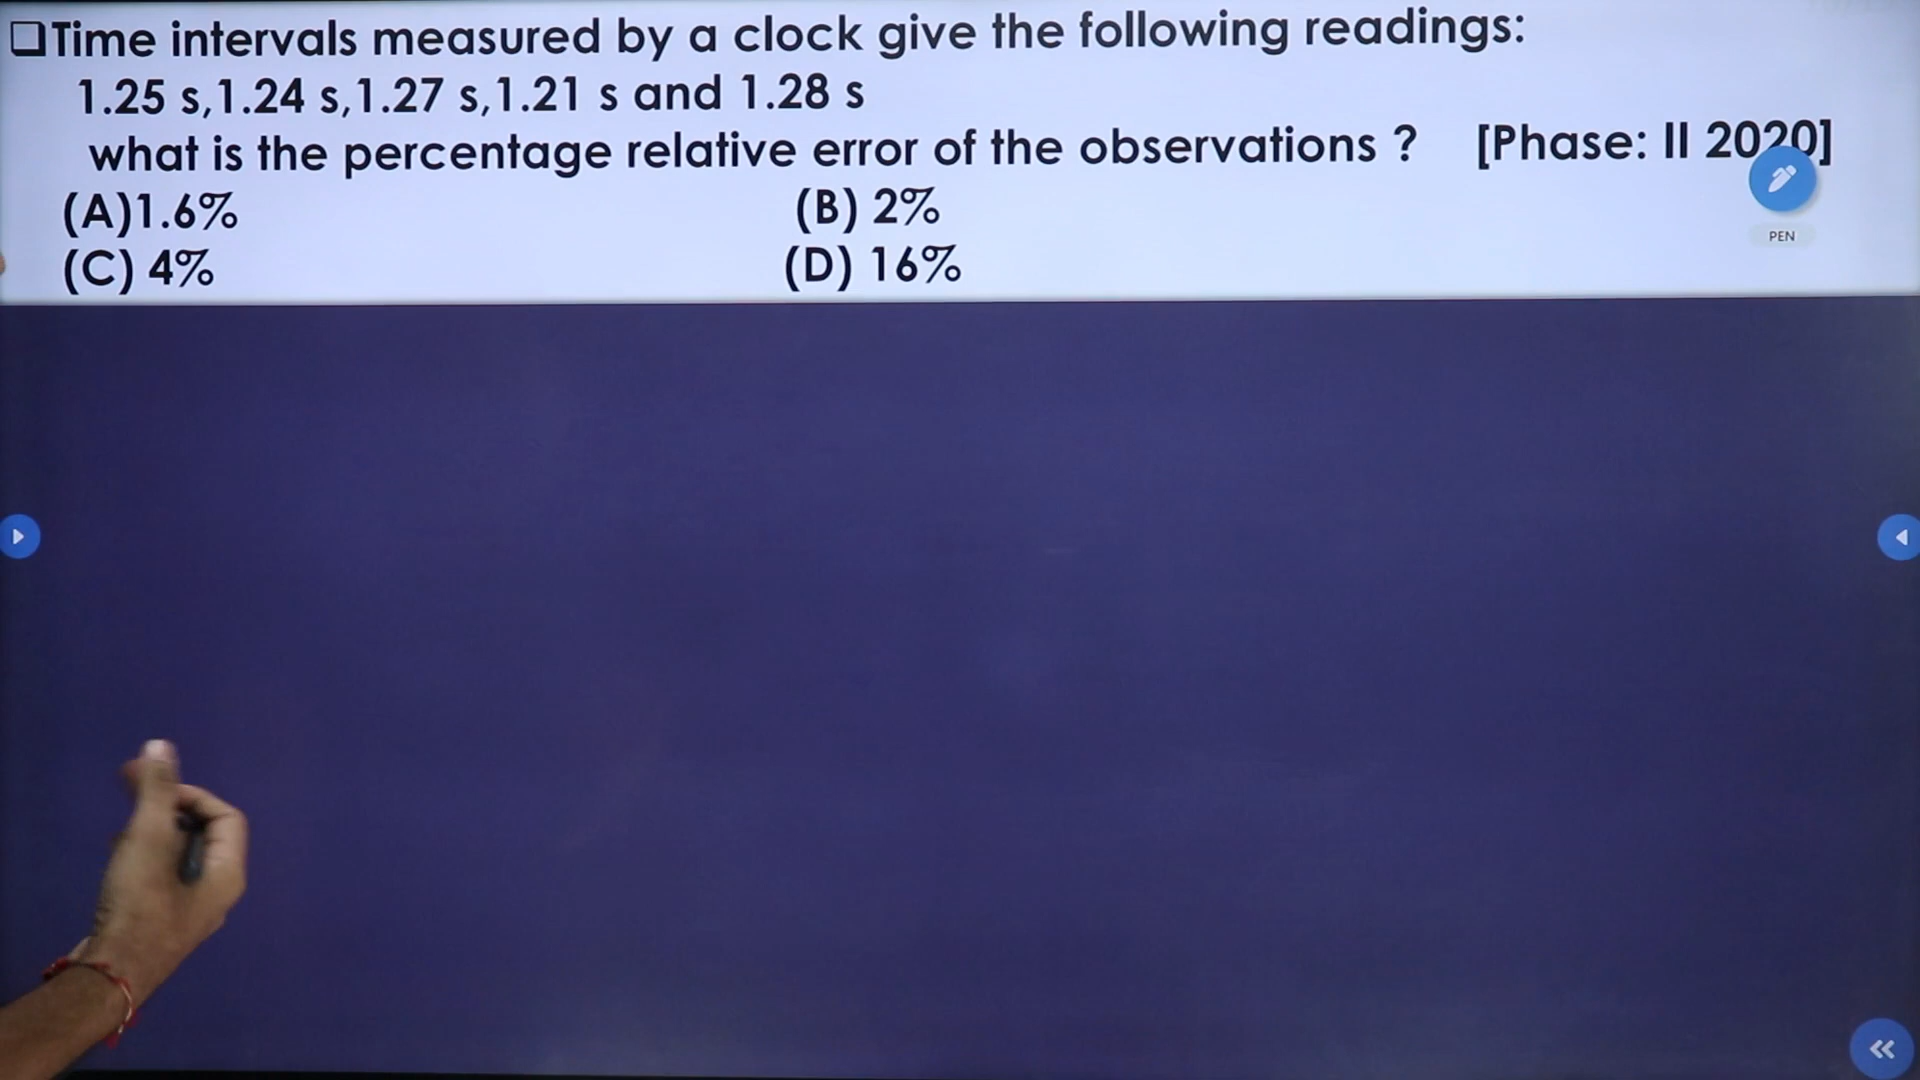 ❑Time intervals measured by a clock give the following readings:
1.25 s,1.24 s,1.27 s,1.21 s and 1.28 s
what is the percentage relative error of the observations ? [Phase: II 2020]
(A)1.6% (B) 2%
PEN
(C) 4% (D) 16%